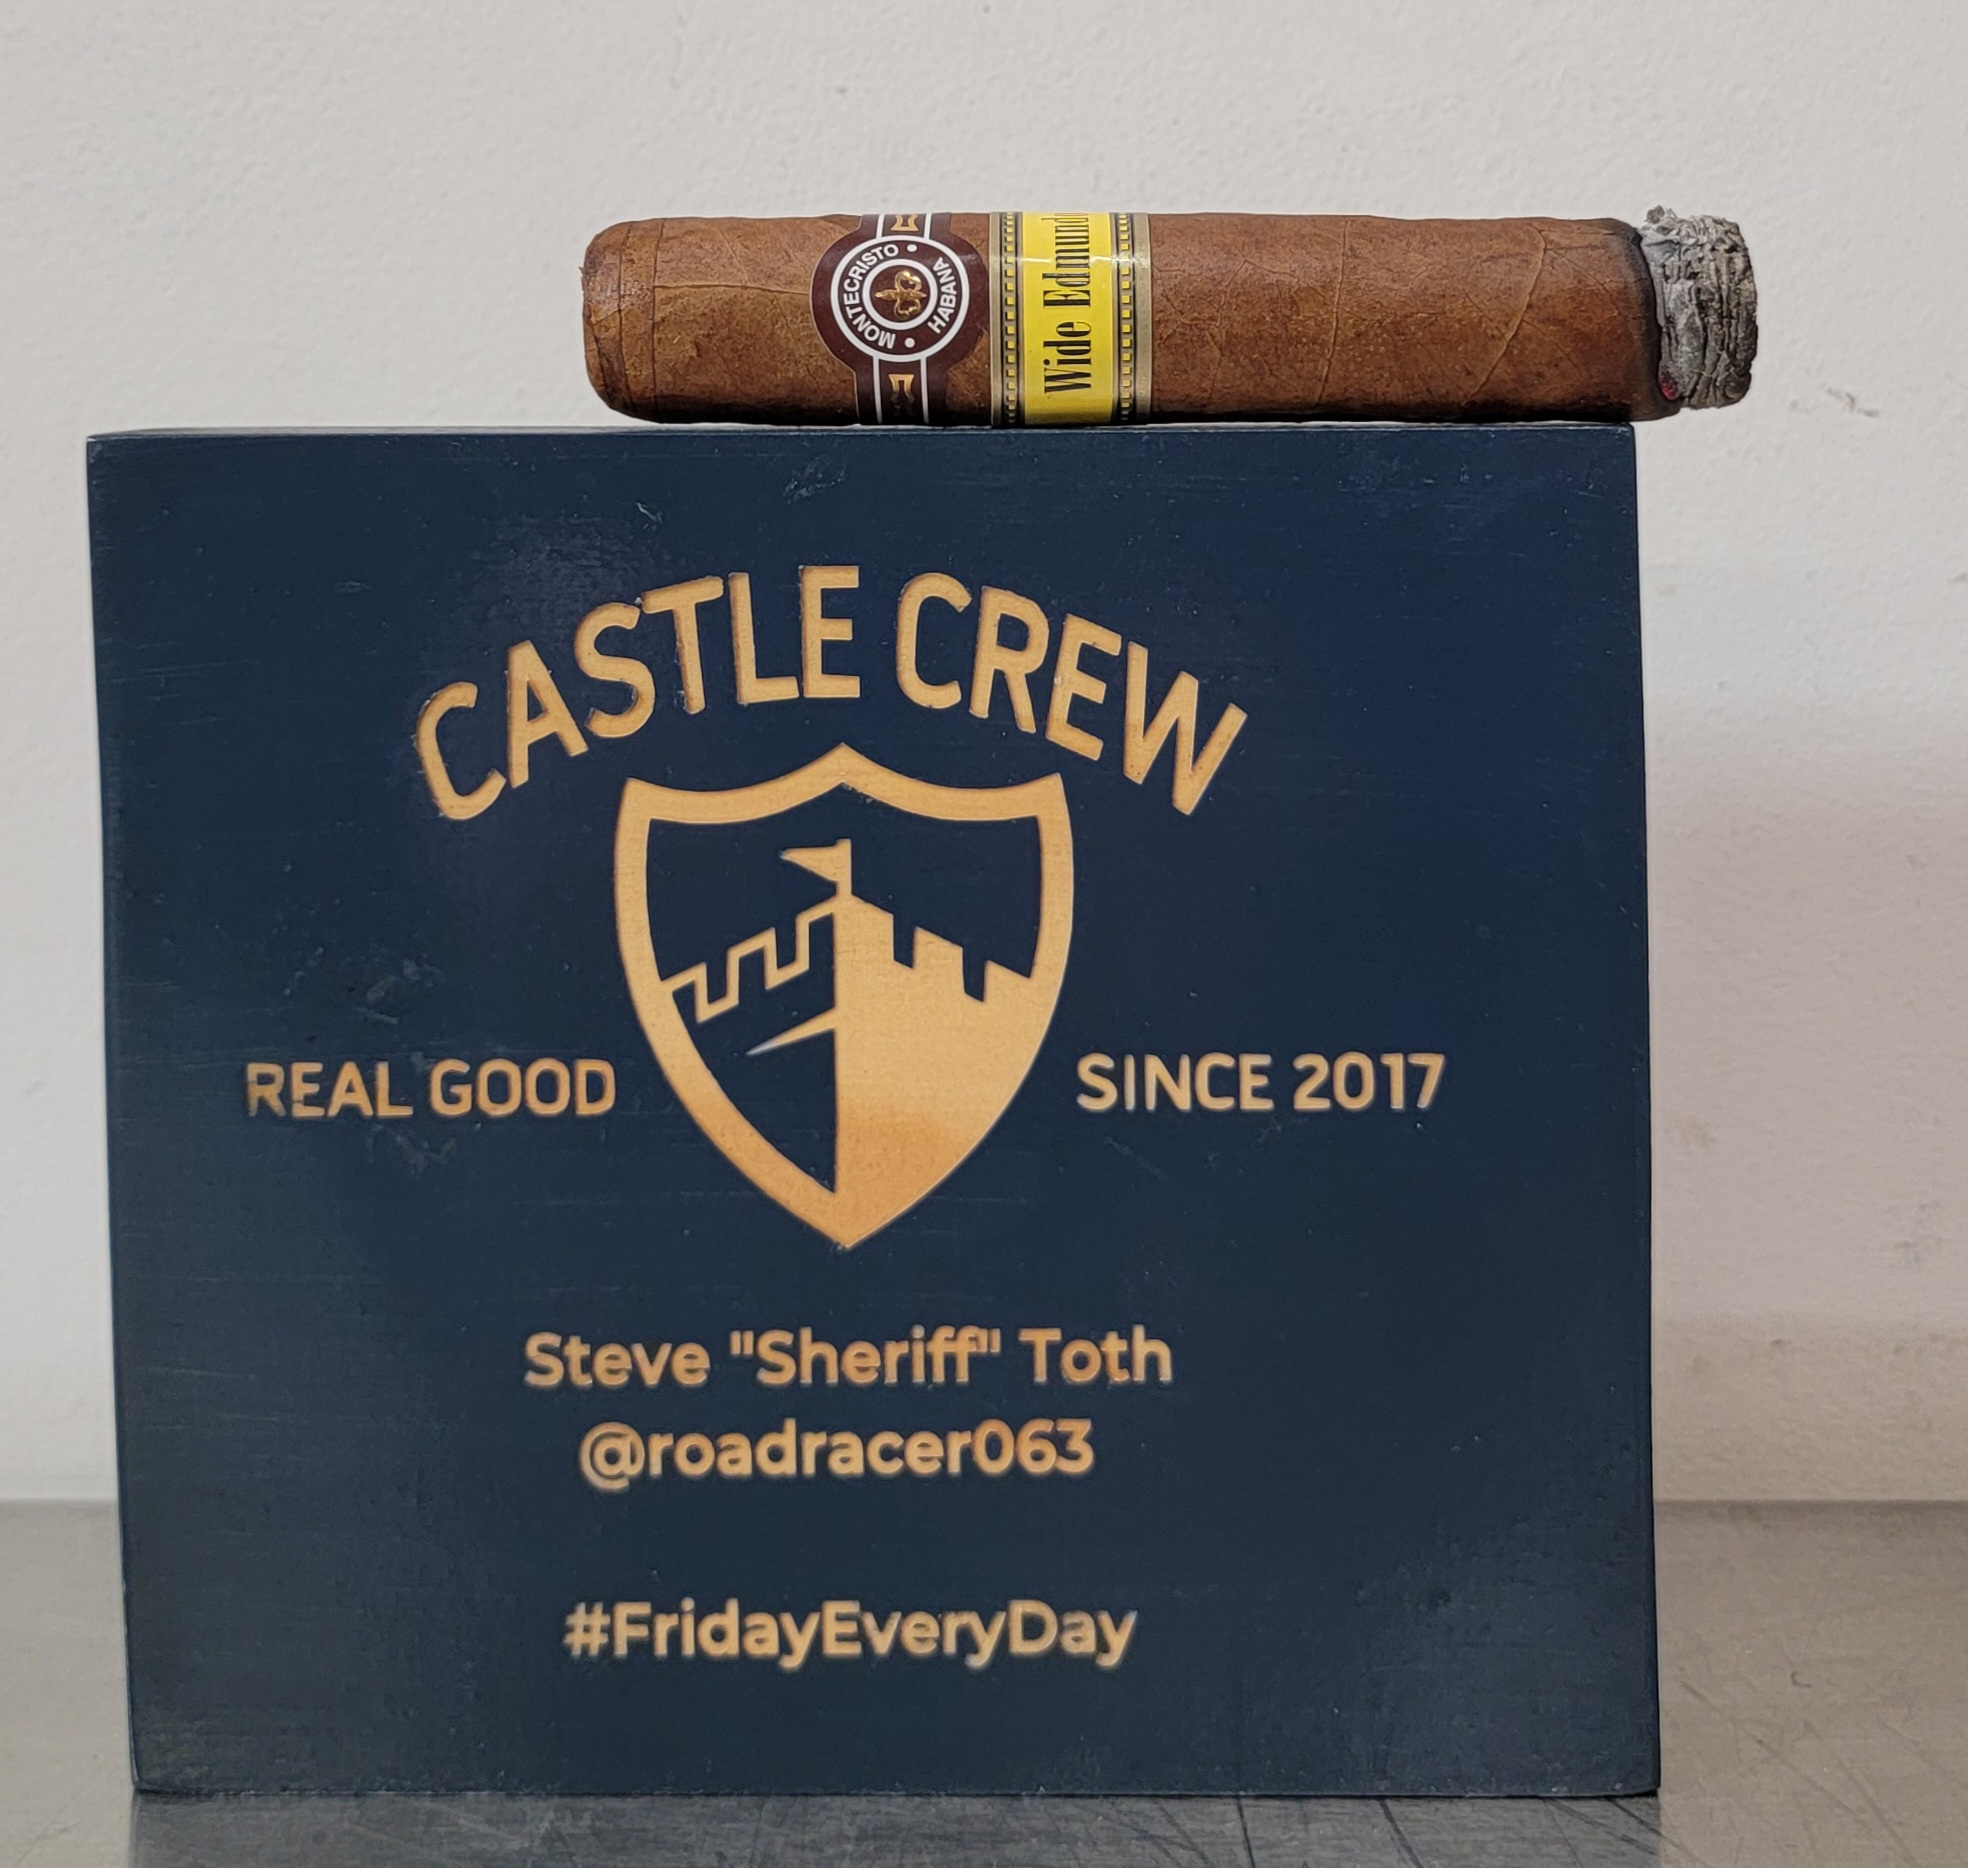 MONTECRISTO • HABANA •
Wide Edmundo
CASTLE CREW
REAL GOOD
SINCE 2017
Steve "Sheriff" Toth
@roadracer063
#FridayEveryDay